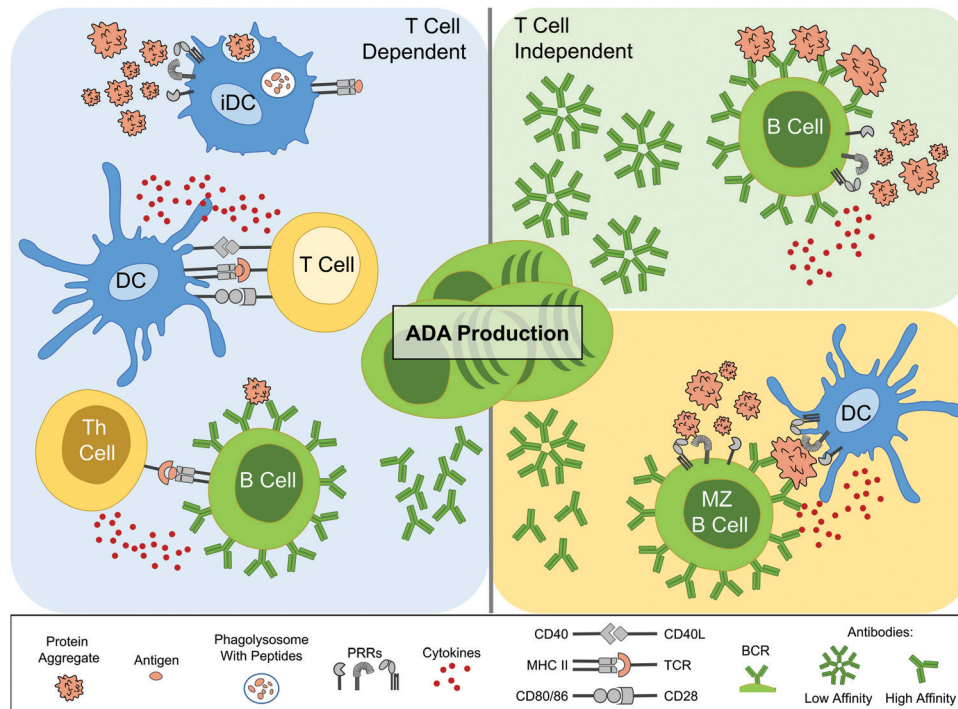 T Cell
Dependent
iDC
DC
T Cell
Th
Cell
B Cell
T Cell
Independent
B Cell
ADA Production
DC
MZ
B Cell
Protein
Aggregate
Antigen
Phagolysosome
With Peptides
PRRs
Cytokines
CD40 CD40L
MHC II TCR
CD80/86 CD28
BCR
Antibodies:
Low Affinity High Affinity